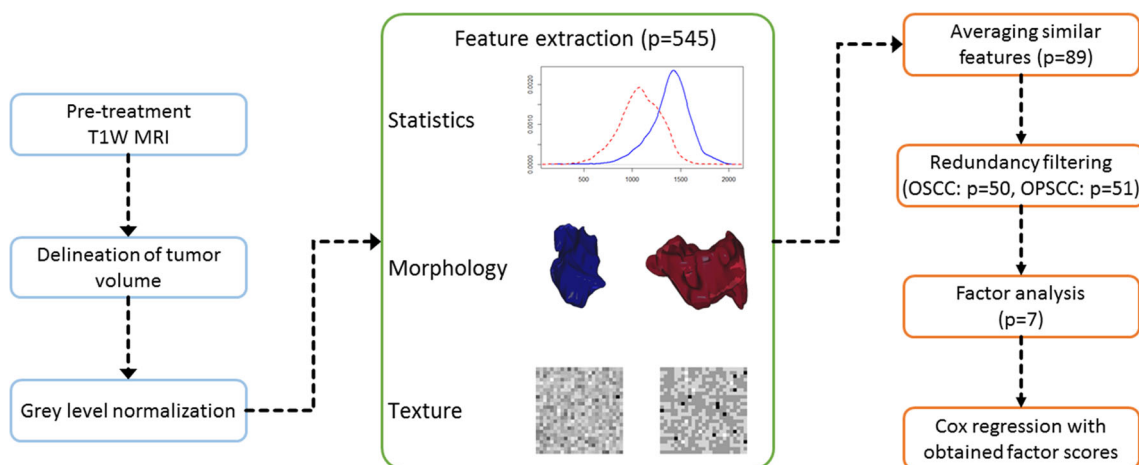 Pre-treatment
T1W MRI
Delineation of tumor
volume
Grey level normalization
Feature extraction (p=545)
Statistics
0.0020
0.0010
0.0000
500
1000
1500
2000
Morphology
Texture
Averaging similar
features (p=89)
Redundancy filtering
(OSCC: p=50, OPSCC: p=51)
Factor analysis
(p=7)
Cox regression with
obtained factor scores